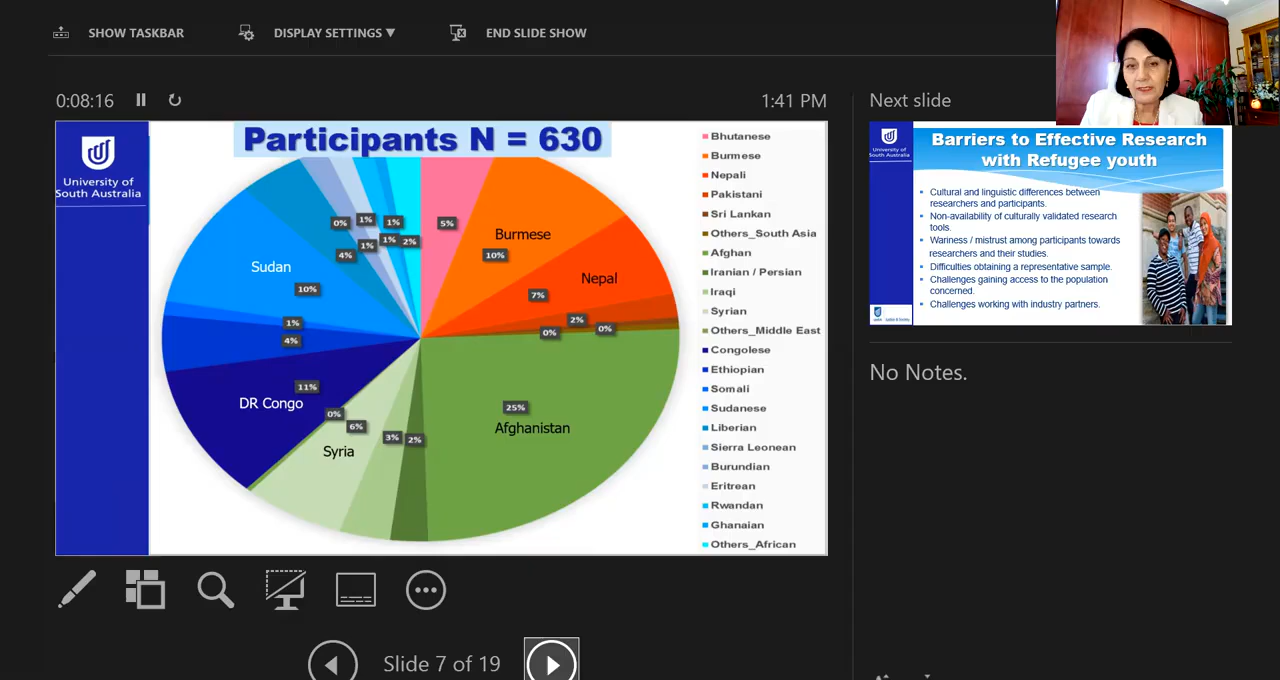 SHOW TASKBAR
DISPLAY SETTINGS ▼
END SLIDE SHOW
0:08:16
1:41 PM
Next slide
University of
South Australia
Participants N = 630
5%
Burmese
10%
Nepal
7%
2%
0%
0%
25%
Afghanistan
2%
3%
6%
Syria
0%
11%
DR Congo
4%
1%
Sudan
10%
4%
0%
1%
1%
1%
1%
2%
Bhutanese
Burmese
Nepali
Pakistani
Sri Lankan
Others_South Asia
Afghan
Iranian / Persian
Iraqi
Syrian
Others_Middle East
Congolese
Ethiopian
Somali
Sudanese
Liberian
Sierra Leonean
Burundian
Eritrean
Rwandan
Ghanaian
Others_African
University of
South Australia
Barriers to Effective Research
with Refugee youth
Cultural and linguistic differences between
researchers and participants.
Non-availability of culturally validated research
tools.
Wariness / mistrust among participants towards
researchers and their studies.
Difficulties obtaining a representative sample.
Challenges gaining access to the population
concerned.
Challenges working with industry partners.
No Notes.
Slide 7 of 19